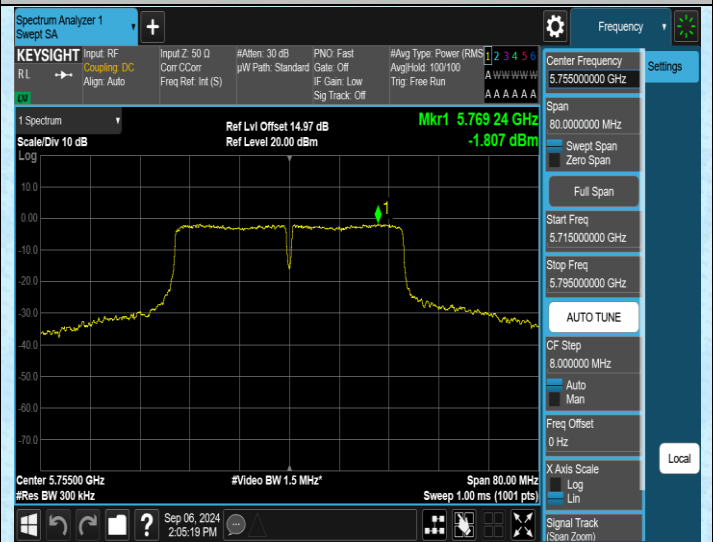 Spectrum Analyzer 1
Swept SA
+
Frequency
KEYSIGHT
RL
LXI
Input: RF
Coupling: DC
Align: Auto
Input Z: 50 Ω
Corr CCorr
Freq Ref: Int (S)
#Atten: 30 dB
µW Path: Standard
PNO: Fast
Gate: Off
IF Gain: Low
Sig Track: Off
#Avg Type: Power (RMS
Avg|Hold: 100/100
Trig: Free Run
1 2 3 4 5 6
A W W W W W
A A A A A A
1 Spectrum
Scale/Div 10 dB
Log
Ref Lvl Offset 14.97 dB
Ref Level 20.00 dBm
Mkr1 5.769 24 GHz
-1.807 dBm
10.0
0.00
-10.0
-20.0
-30.0
-40.0
-50.0
-60.0
-70.0
1
Center 5.75500 GHz
#Res BW 300 kHz
#Video BW 1.5 MHz*
Span 80.00 MHz
Sweep 1.00 ms (1001 pts)
Center Frequency
5.755000000 GHz
Span
80.0000000 MHz
Swept Span
Zero Span
Full Span
Start Freq
5.715000000 GHz
Stop Freq
5.795000000 GHz
AUTO TUNE
CF Step
8.000000 MHz
Auto
Man
Freq Offset
0 Hz
X Axis Scale
Log
Lin
Signal Track
(Span Zoom)
Settings
Local
?
Sep 06, 2024
2:05:19 PM